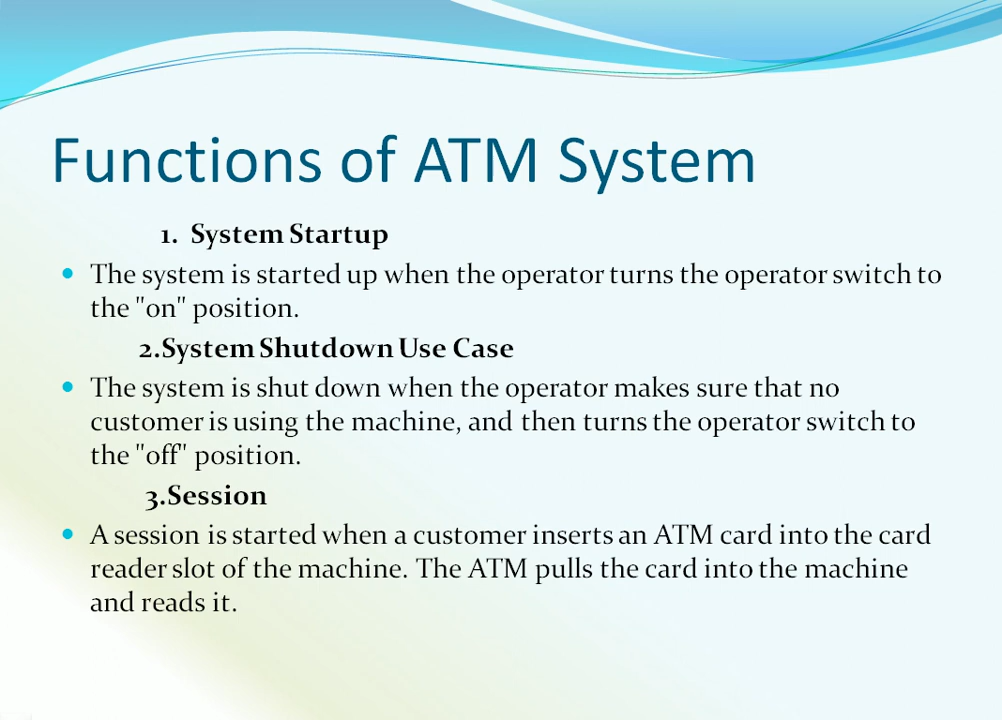 Functions of ATM System
1. System Startup
• The system is started up when the operator turns the operator switch to
the "on" position.
2.System Shutdown Use Case
• The system is shut down when the operator makes sure that no
customer is using the machine, and then turns the operator switch to
the "off" position.
3.Session
• A session is started when a customer inserts an ATM card into the card
reader slot of the machine. The ATM pulls the card into the machine
and reads it.